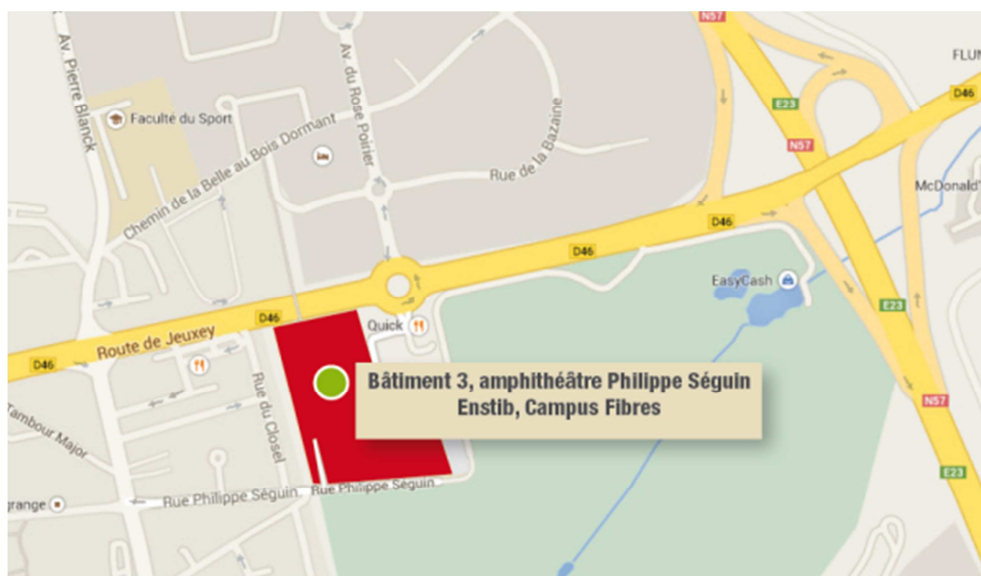 N57
FLUN
D46
Av. Pierre Blanck
Av. du Rose Poirier
E23
Faculté du Sport
N57
Chemin de la Belle au Bois Dormant
Rue de la Bazaine
McDonald'
D46
D46
EasyCash
E23
D46
Quick
Route de Jeuxey
D46
Bâtiment 3, amphithéâtre Philippe Séguin
Enstib, Campus Fibres
Rue du Closel
N57
Tambour Major
E23
Rue Philippe Séguin
Rue Philippe Séguin
grange